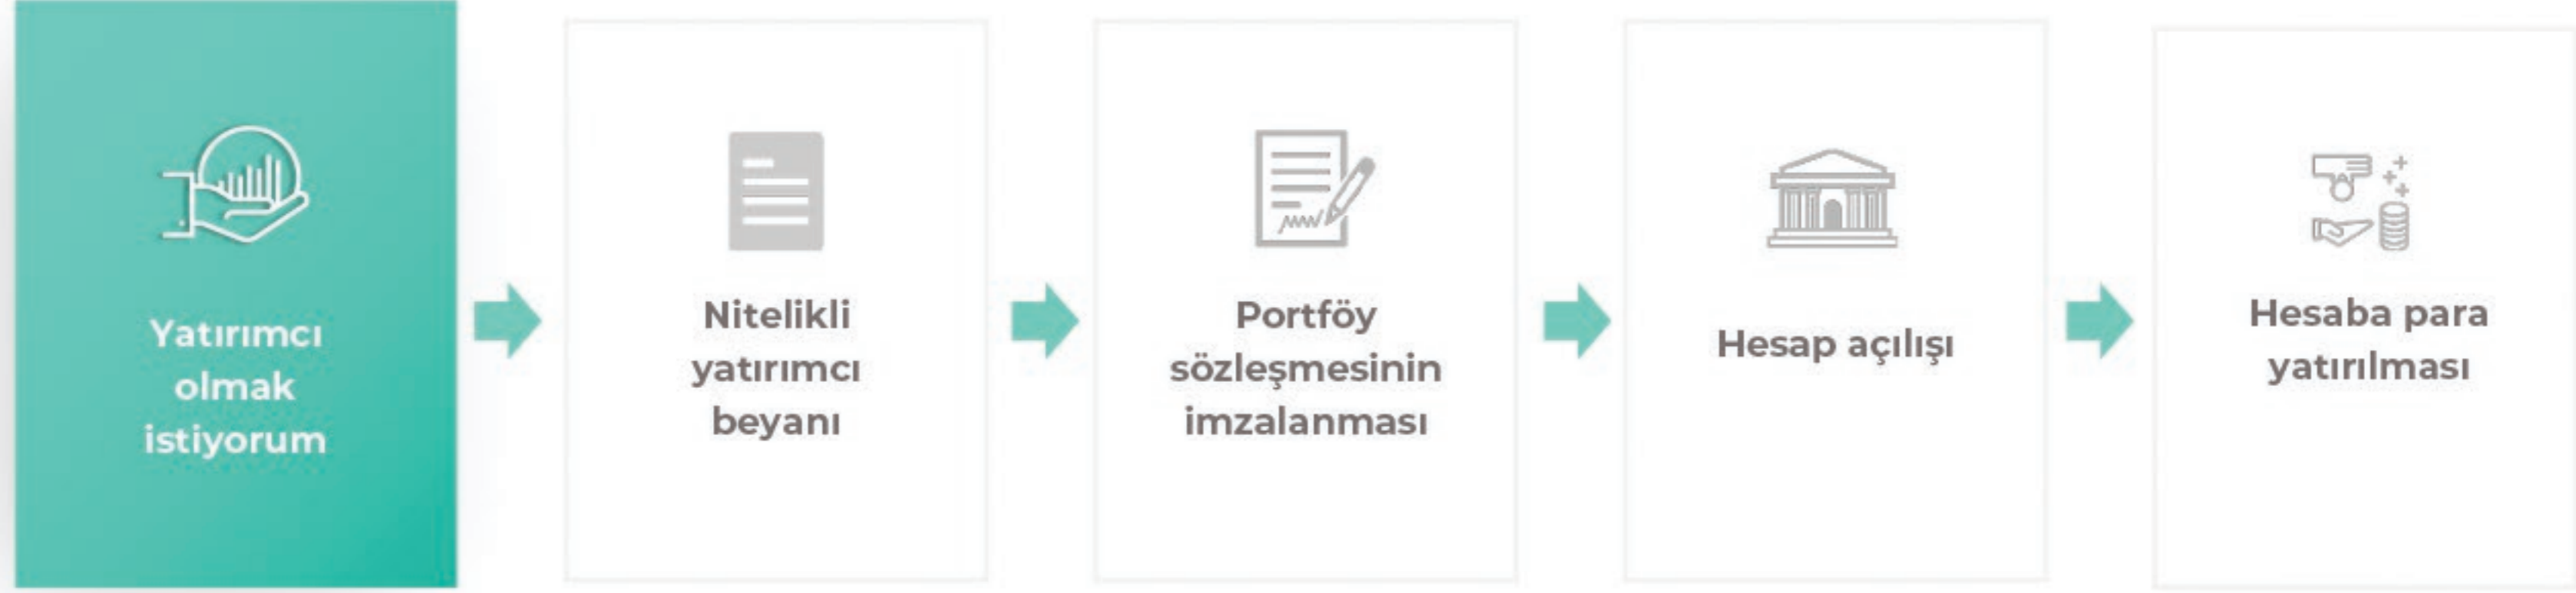 Yatırımcı
olmak
istiyorum
Nitelikli
yatırımcı
beyanı
Portföy
sözleşmesinin
imzalanması
Hesap açılışı
Hesaba para
yatırılması